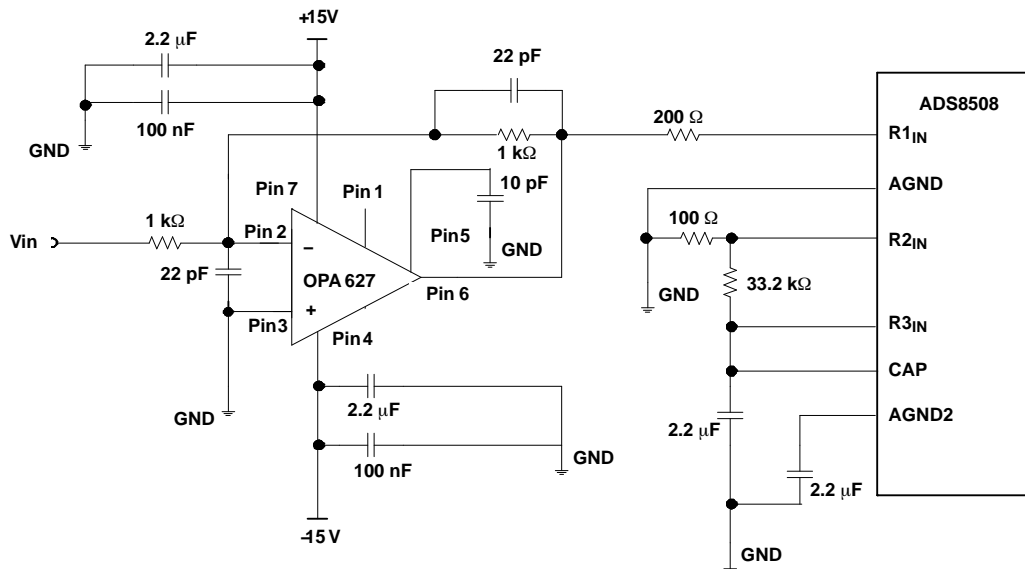 +15V
2.2 μF
22 pF
ADS8508
100 nF
200 Ω
R1IN
GND
1 kΩ
10 pF
AGND
Pin 7
Pin 1
100 Ω
1 kΩ
Pin 2
Pin5
GND
R2IN
Vin
22 pF
OPA 627
Pin 6
33.2 kΩ
GND
Pin3
Pin4
R3IN
CAP
GND
2.2 μF
AGND2
2.2 μF
GND
100 nF
2.2 μF
–15 V
GND